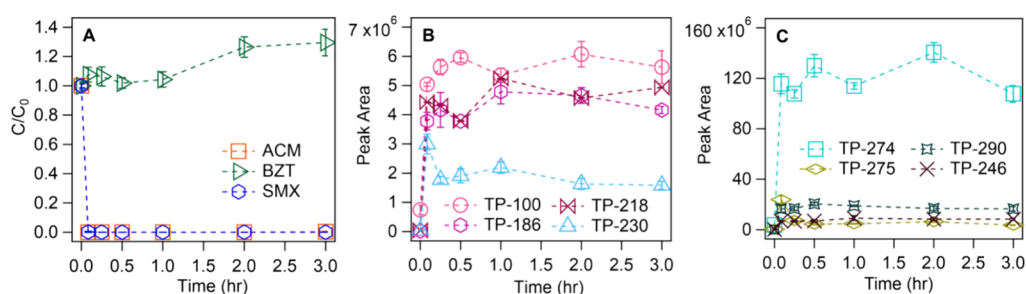 A
C/C0
1.4
1.2
1.0
0.8
0.6
0.4
0.2
0.0
ACM
BZT
SMX
0.0 0.5 1.0 1.5 2.0 2.5 3.0
Time (hr)
B
7 x10^6
Peak Area
6
5
4
3
2
1
0
TP-100 TP-218
TP-186 TP-230
0.0 0.5 1.0 1.5 2.0 2.5 3.0
Time (hr)
C
160 x10^6
Peak Area
120
80
40
0
TP-274 TP-290
TP-275 TP-246
0.0 0.5 1.0 1.5 2.0 2.5 3.0
Time (hr)